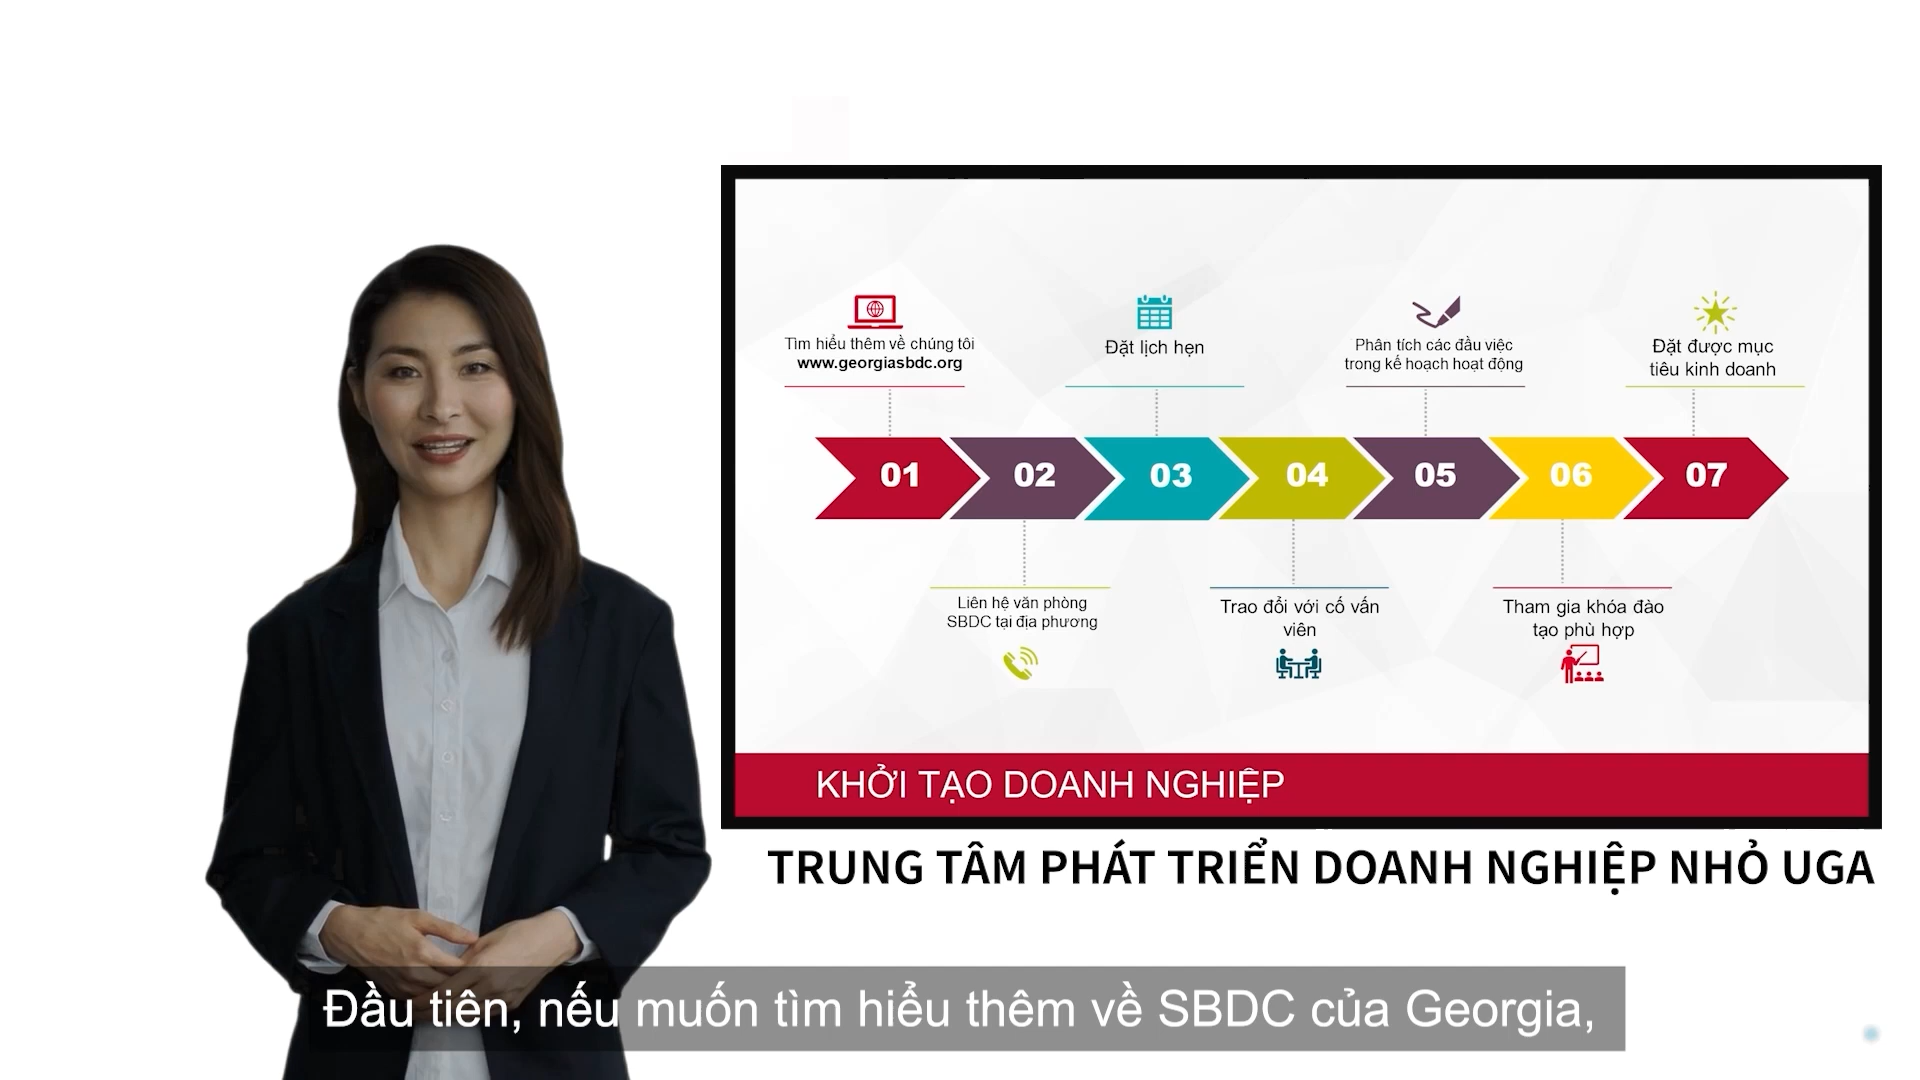 Tìm hiểu thêm về chúng tôi
www.georgiasbdc.org
Đặt lịch hẹn
Phân tích các đầu việc
trong kế hoạch hoạt động
Đặt được mục
tiêu kinh doanh
01
02
03
04
05
06
07
Liên hệ văn phòng
SBDC tại địa phương
Trao đổi với cố vấn
viên
Tham gia khóa đào
tạo phù hợp
KHỞI TẠO DOANH NGHIỆP
TRUNG TÂM PHÁT TRIỂN DOANH NGHIỆP NHỎ UGA
Đầu tiên, nếu muốn tìm hiểu thêm về SBDC của Georgia,